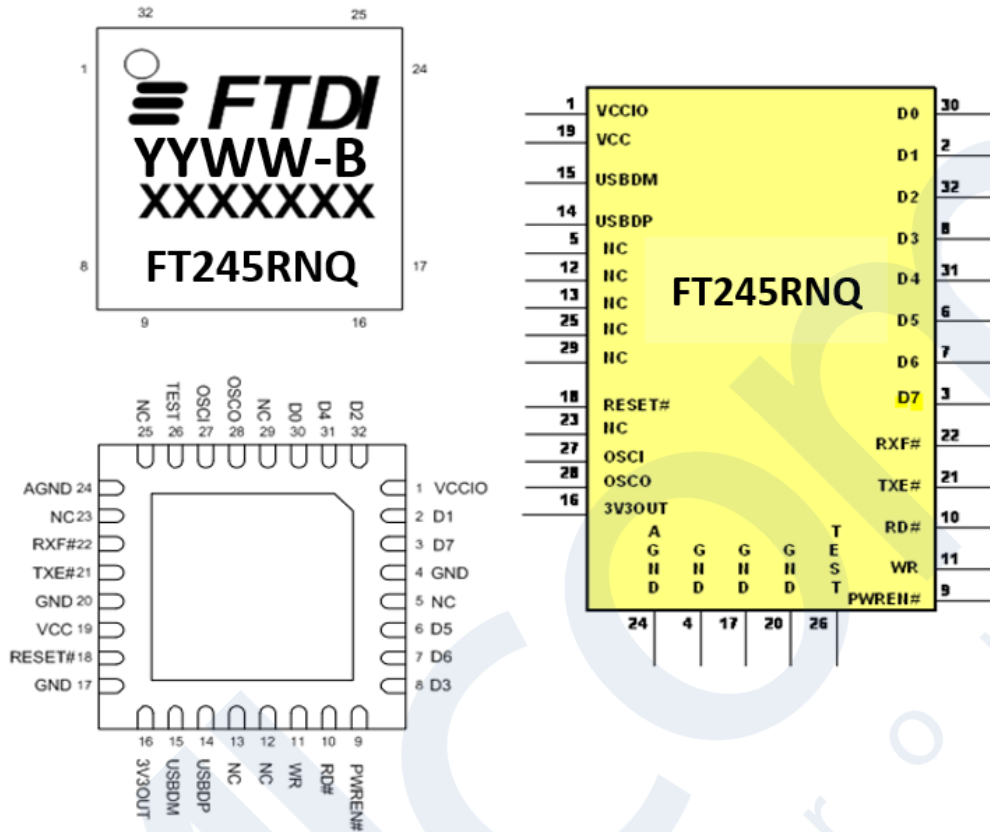 32 25
1 24
FTDI
YYWW-B
XXXXXXX
FT245RNQ
8 17
9 16
NC 25
TEST 26
OSCI 27
OSCO 28
NC 29
D0 30
D4 31
D2 32
AGND 24
NC 23
RXF# 22
TXE# 21
GND 20
VCC 19
RESET# 18
GND 17
1 VCCIO
2 D1
3 D7
4 GND
5 NC
6 D5
7 D6
8 D3
16 3V3OUT
15 USBDM
14 USBDP
13 NC
12 NC
11 WR
10 RD#
9 PWREN#
1 VCCIO
19 VCC
15 USBDM
14 USBDP
5 NC
12 NC
13 NC
25 NC
29 NC
18 RESET#
23 NC
27 OSCI
28 OSCO
16 3V3OUT
FT245RNQ
D0 30
D1 2
D2 32
D3 8
D4 31
D5 6
D6 7
D7 3
RXF# 22
TXE# 21
RD# 10
WR 11
PWREN# 9
AGND 24
GND 4
GND 17
GND 20
TEST 26